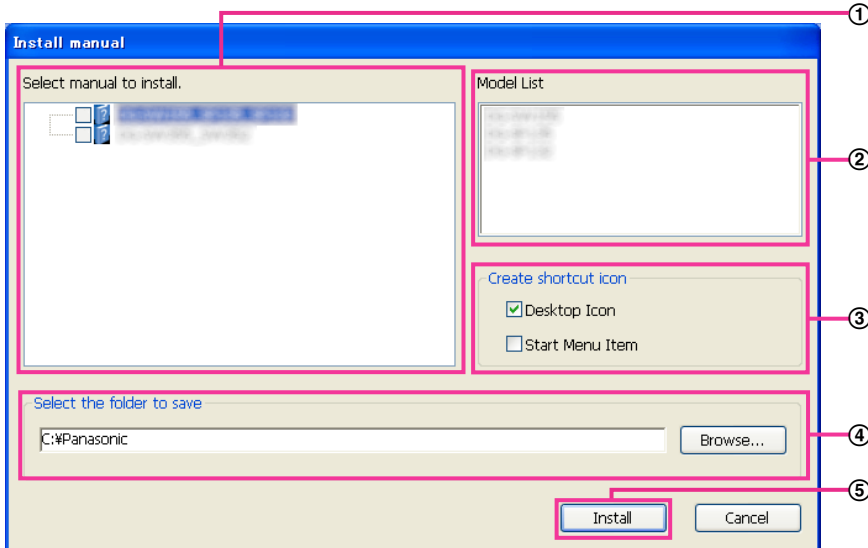 ①
Install manual
Select manual to install.
Model List
②
Create shortcut icon
Desktop Icon
③
Start Menu Item
Select the folder to save
C:¥Panasonic
Browse...
④
⑤
Install
Cancel